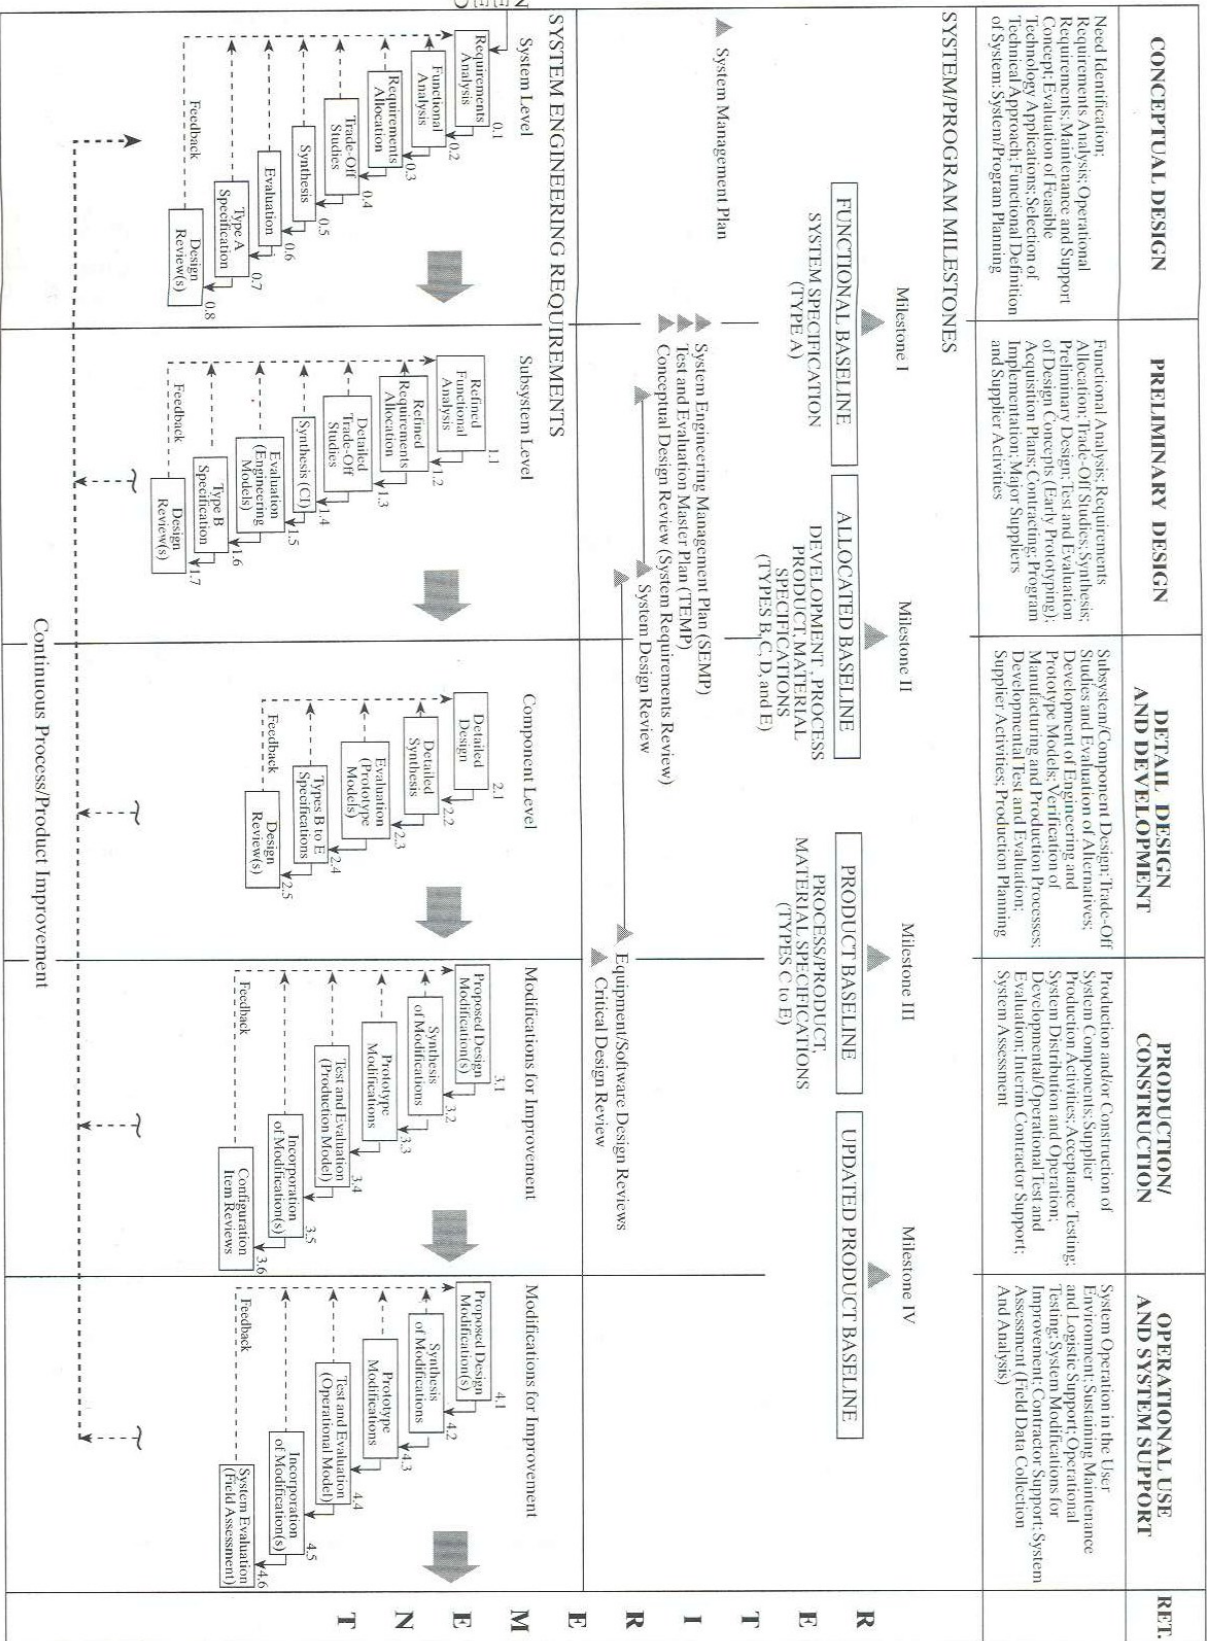 CONCEPTUAL DESIGN
PRELIMINARY DESIGN
DETAIL DESIGN
AND DEVELOPMENT
PRODUCTION/
CONSTRUCTION
OPERATIONAL USE
AND SYSTEM SUPPORT
RET.
Need Identification;
Requirements Analysis; Operational
Requirements; Maintenance and Support
Concept; Evaluation of Feasible
Technology Applications; Selection of
Technical Approach; Functional Definition
of System; System/Program Planning
Functional Analysis; Requirements
Allocation; Trade-Off Studies; Synthesis;
Preliminary Design; Test and Evaluation
of Design Concepts (Early Prototyping);
Acquisition Plans; Contracting; Program
Implementation; Major Suppliers
and Supplier Activities
Subsystem/Component Design; Trade-Off
Studies and Evaluation of Alternatives;
Development of Engineering and
Prototype Models; Verification of
Manufacturing and Production Processes;
Developmental Test and Evaluation;
Supplier Activities; Production Planning
Production and/or Construction of
System Components; Supplier
Production Activities; Acceptance Testing;
System Distribution and Operation;
Developmental/Operational Test and
Evaluation; Interim Contractor Support;
System Assessment
System Operation in the User
Environment; Sustaining Maintenance
and Logistic Support; Operational
Testing; System Modifications for
Improvement; Contractor Support; System
Assessment (Field Data Collection
And Analysis)
SYSTEM/PROGRAM MILESTONES
Milestone I
Milestone II
Milestone III
Milestone IV
FUNCTIONAL BASELINE
SYSTEM SPECIFICATION
(TYPE A)
ALLOCATED BASELINE
DEVELOPMENT, PROCESS
PRODUCT, MATERIAL
SPECIFICATIONS
(TYPES B, C, D, and E)
PRODUCT BASELINE
PROCESS/PRODUCT,
MATERIAL SPECIFICATIONS
(TYPES C to E)
UPDATED PRODUCT BASELINE
System Management Plan
System Engineering Management Plan (SEMP)
Test and Evaluation Master Plan (TEMP)
Conceptual Design Review (System Requirements Review)
System Design Review
Equipment/Software Design Reviews
Critical Design Review
SYSTEM ENGINEERING REQUIREMENTS
System Level
Requirements
Analysis
0.1
Functional
Analysis
0.2
Requirements
Allocation
0.3
Trade-Off
Studies
0.4
Synthesis
0.5
Evaluation
0.6
Type A
Specification
0.7
Design
Review(s)
0.8
Feedback
Subsystem Level
Refined
Functional
Analysis
1.1
Refined
Requirements
Allocation
1.2
Detailed
Trade-Off
Studies
1.3
Synthesis (CI)
1.4
Evaluation
(Engineering
Models)
1.5
Type B
Specification
1.6
Design
Review(s)
1.7
Feedback
Component Level
Detailed
Design
2.1
Detailed
Synthesis
2.2
Evaluation
(Prototype
Models)
2.3
Types B to E
Specifications
2.4
Design
Review(s)
2.5
Feedback
Modifications for Improvement
Proposed Design
Modification(s)
3.1
Synthesis
of Modifications
3.2
Prototype
Modifications
3.3
Test and Evaluation
(Production Model)
3.4
Incorporation
of Modification(s)
3.5
Configuration
Item Reviews
3.6
Feedback
Modifications for Improvement
Proposed Design
Modification(s)
4.1
Synthesis
of Modifications
4.2
Prototype
Modifications
4.3
Test and Evaluation
(Operational Model)
4.4
Incorporation
of Modification(s)
4.5
System Evaluation
(Field Assessment)
4.6
Feedback
Continuous Process/Product Improvement
R
E
T
I
R
E
M
E
N
T